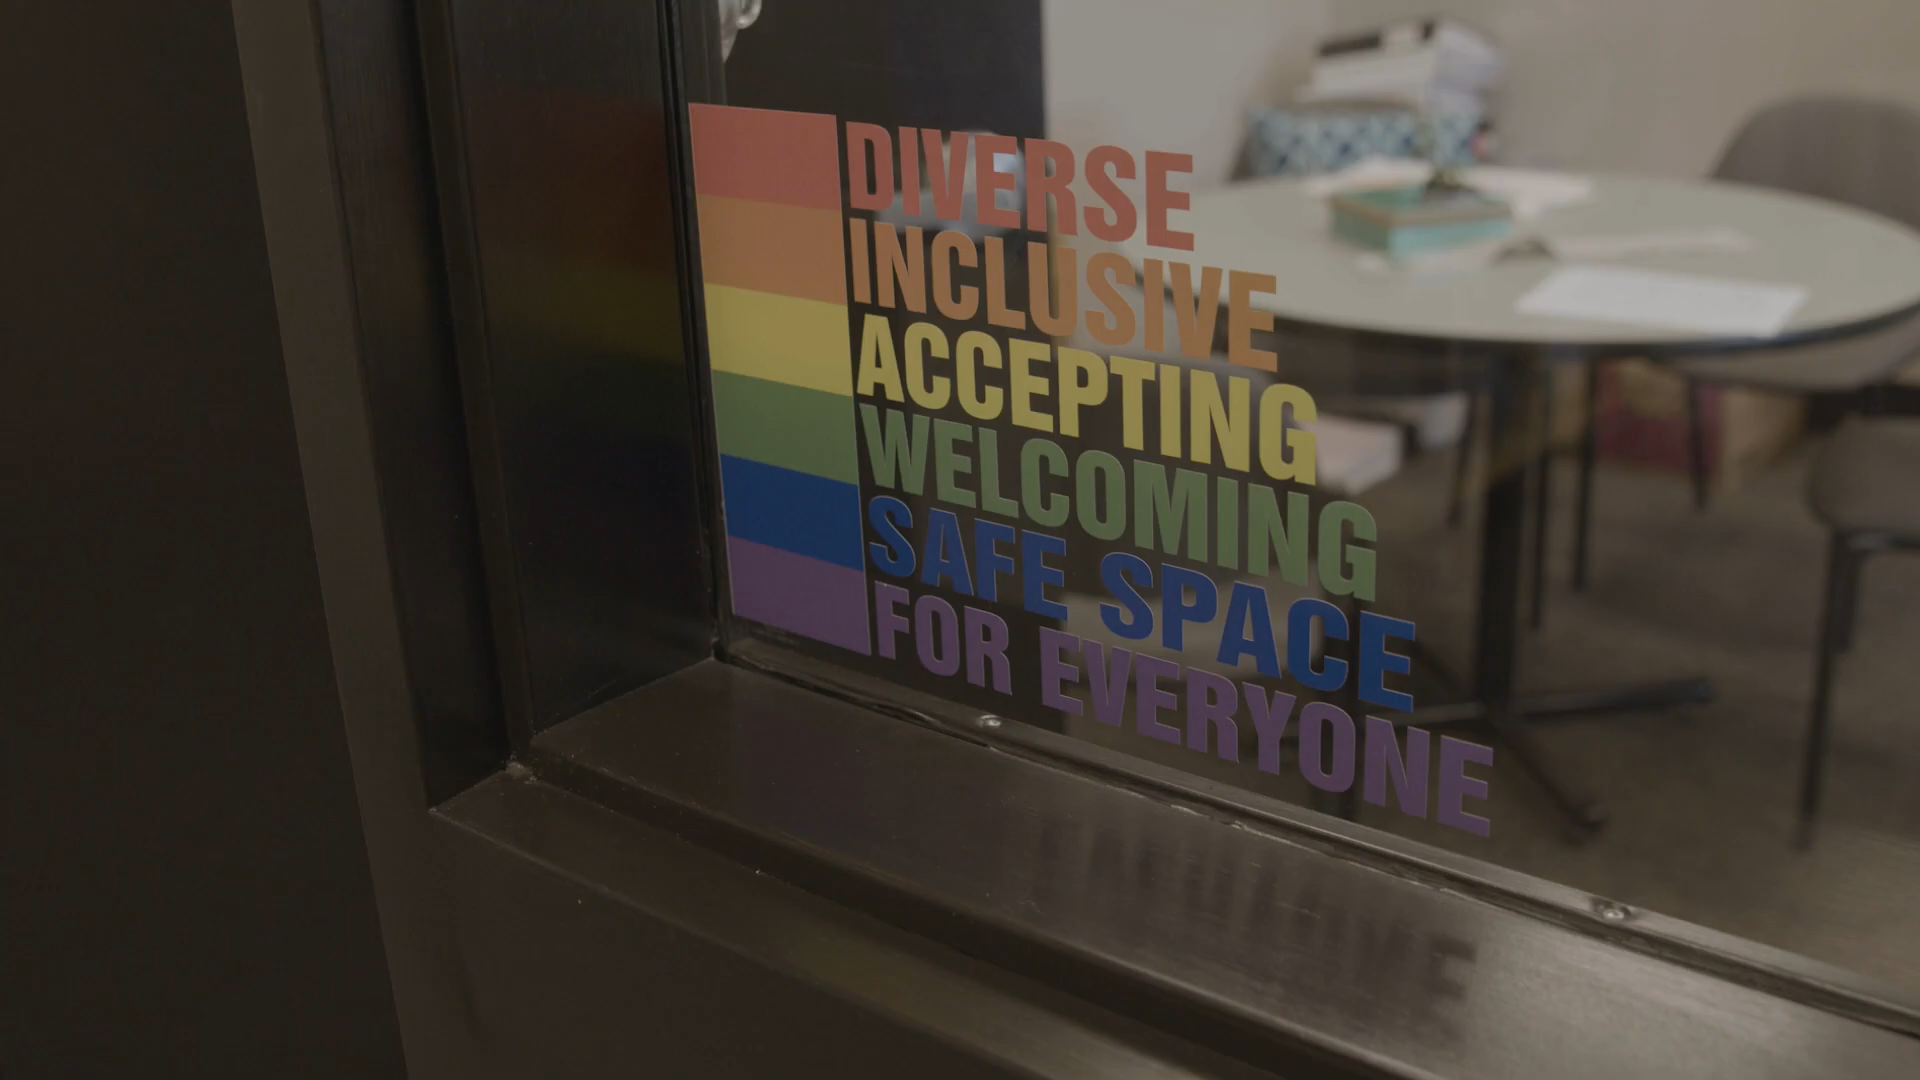 DIVERSE
INCLUSIVE
ACCEPTING
WELCOMING
SAFE SPACE
FOR EVERYONE